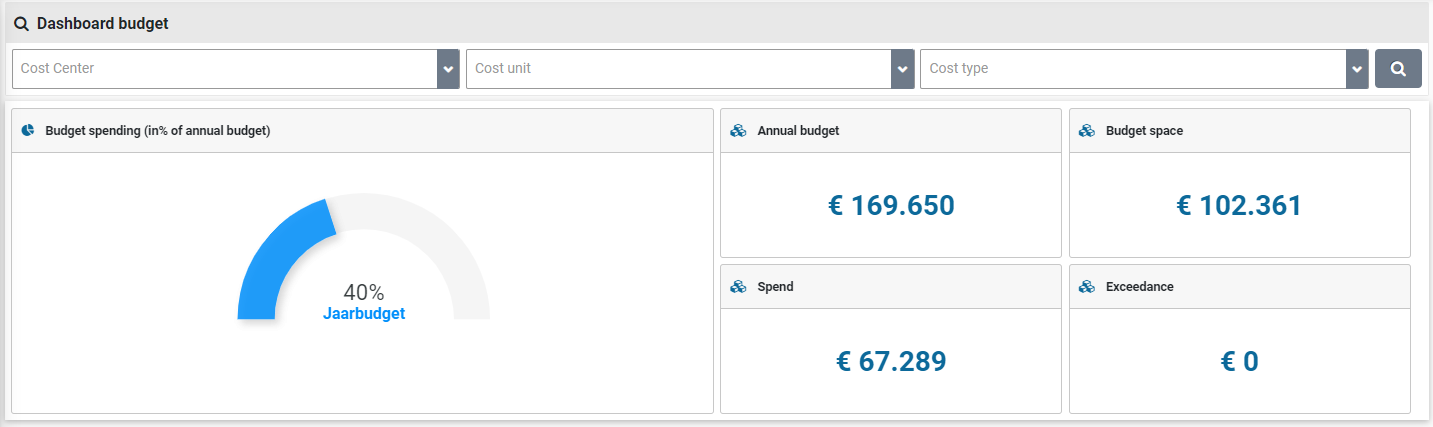 Dashboard budget
Cost Center
Cost unit
Cost type
Budget spending (in% of annual budget)
40%
Jaarbudget
Annual budget
€ 169.650
Budget space
€ 102.361
Spend
€ 67.289
Exceedance
€ 0